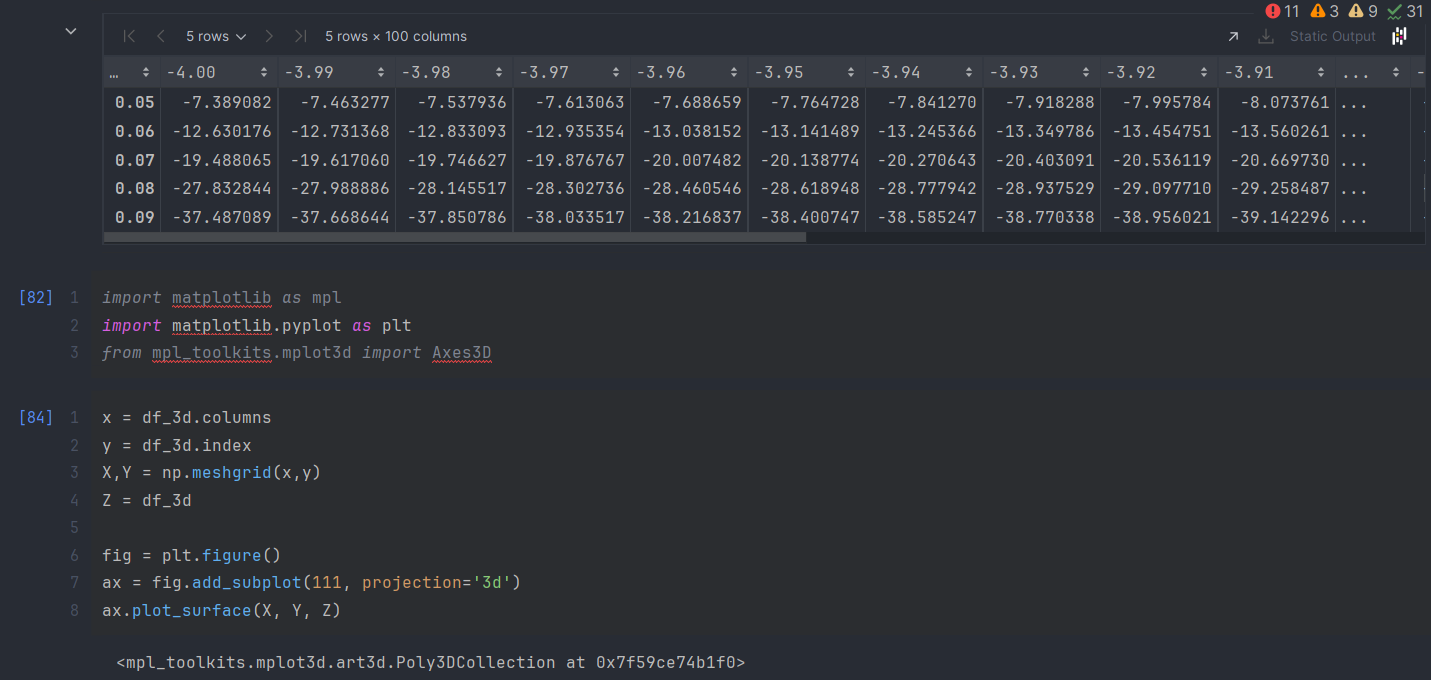 11 3 9 31
5 rows 5 rows × 100 columns Static Output
... -4.00 -3.99 -3.98 -3.97 -3.96 -3.95 -3.94 -3.93 -3.92 -3.91 ... -
0.05 -7.389082 -7.463277 -7.537936 -7.613063 -7.688659 -7.764728 -7.841270 -7.918288 -7.995784 -8.073761 ...
0.06 -12.630176 -12.731368 -12.833093 -12.935354 -13.038152 -13.141489 -13.245366 -13.349786 -13.454751 -13.560261 ...
0.07 -19.488065 -19.617060 -19.746627 -19.876767 -20.007482 -20.138774 -20.270643 -20.403091 -20.536119 -20.669730 ...
0.08 -27.832844 -27.988886 -28.145517 -28.302736 -28.460546 -28.618948 -28.777942 -28.937529 -29.097710 -29.258487 ...
0.09 -37.487089 -37.668644 -37.850786 -38.033517 -38.216837 -38.400747 -38.585247 -38.770338 -38.956021 -39.142296 ...
[82] 1 import matplotlib as mpl
2 import matplotlib.pyplot as plt
3 from mpl_toolkits.mplot3d import Axes3D
[84] 1 x = df_3d.columns
2 y = df_3d.index
3 X,Y = np.meshgrid(x,y)
4 Z = df_3d
5
6 fig = plt.figure()
7 ax = fig.add_subplot(111, projection='3d')
8 ax.plot_surface(X, Y, Z)
<mpl_toolkits.mplot3d.art3d.Poly3DCollection at 0x7f59ce74b1f0>